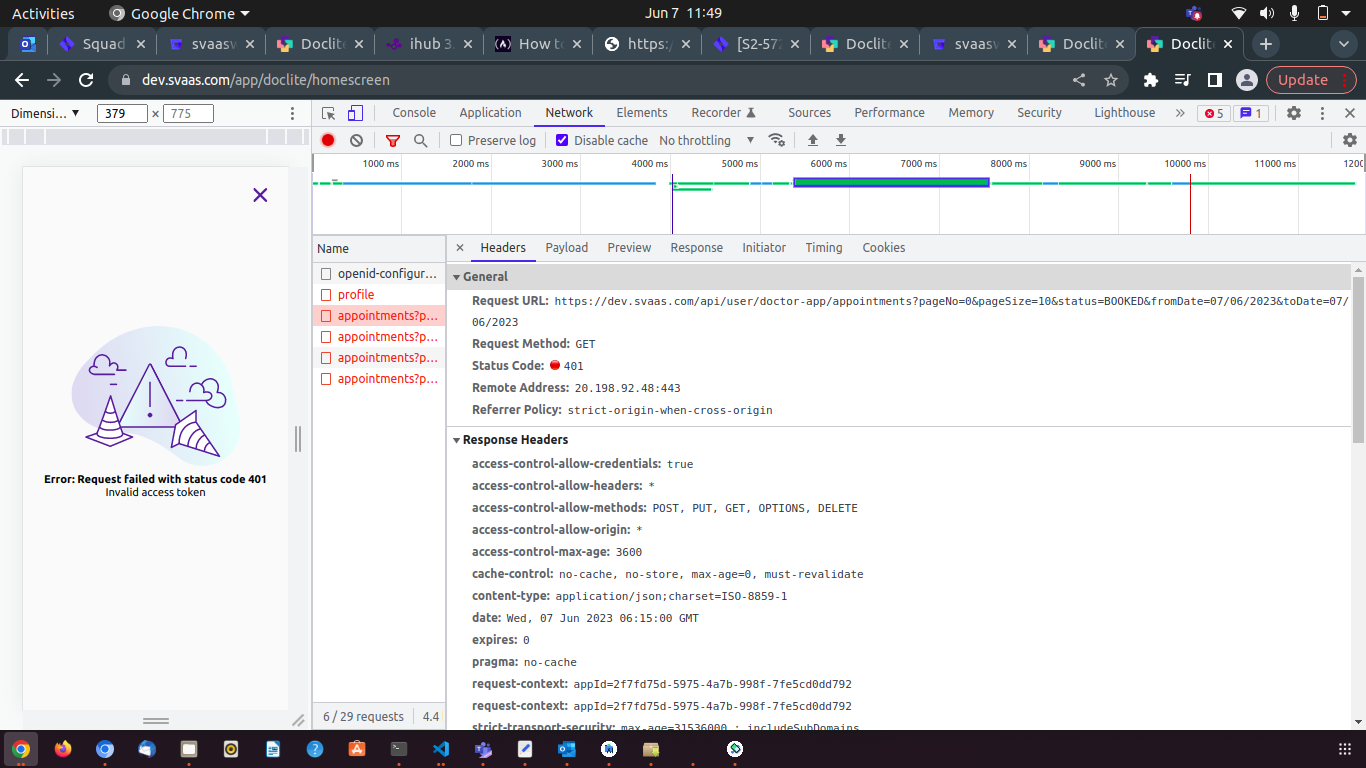 Activities
Google Chrome
Jun 7 11:49
Squad
svaasv
Doclite
ihub 3.
How to
https:/
[S2-572
Doclite
svaasv
Doclite
Doclite
dev.svaas.com/app/doclite/homescreen
Update
Dimensi... 379 × 775
Console Application Network Elements Recorder Sources Performance Memory Security Lighthouse » 5 1
Preserve log Disable cache No throttling
1000 ms 2000 ms 3000 ms 4000 ms 5000 ms 6000 ms 7000 ms 8000 ms 9000 ms 10000 ms 11000 ms 1200
Name
openid-configur...
profile
appointments?p...
appointments?p...
appointments?p...
appointments?p...
6 / 29 requests 4.4
Headers Payload Preview Response Initiator Timing Cookies
General
Request URL: https://dev.svaas.com/api/user/doctor-app/appointments?pageNo=0&pageSize=10&status=BOOKED&fromDate=07/06/2023&toDate=07/
06/2023
Request Method: GET
Status Code: 401
Remote Address: 20.198.92.48:443
Referrer Policy: strict-origin-when-cross-origin
Response Headers
access-control-allow-credentials: true
access-control-allow-headers: *
access-control-allow-methods: POST, PUT, GET, OPTIONS, DELETE
access-control-allow-origin: *
access-control-max-age: 3600
cache-control: no-cache, no-store, max-age=0, must-revalidate
content-type: application/json;charset=ISO-8859-1
date: Wed, 07 Jun 2023 06:15:00 GMT
expires: 0
pragma: no-cache
request-context: appId=2f7fd75d-5975-4a7b-998f-7fe5cd0dd792
request-context: appId=2f7fd75d-5975-4a7b-998f-7fe5cd0dd792
strict-transport-security: max-age=31536000 ; includeSubDomains
Error: Request failed with status code 401
Invalid access token